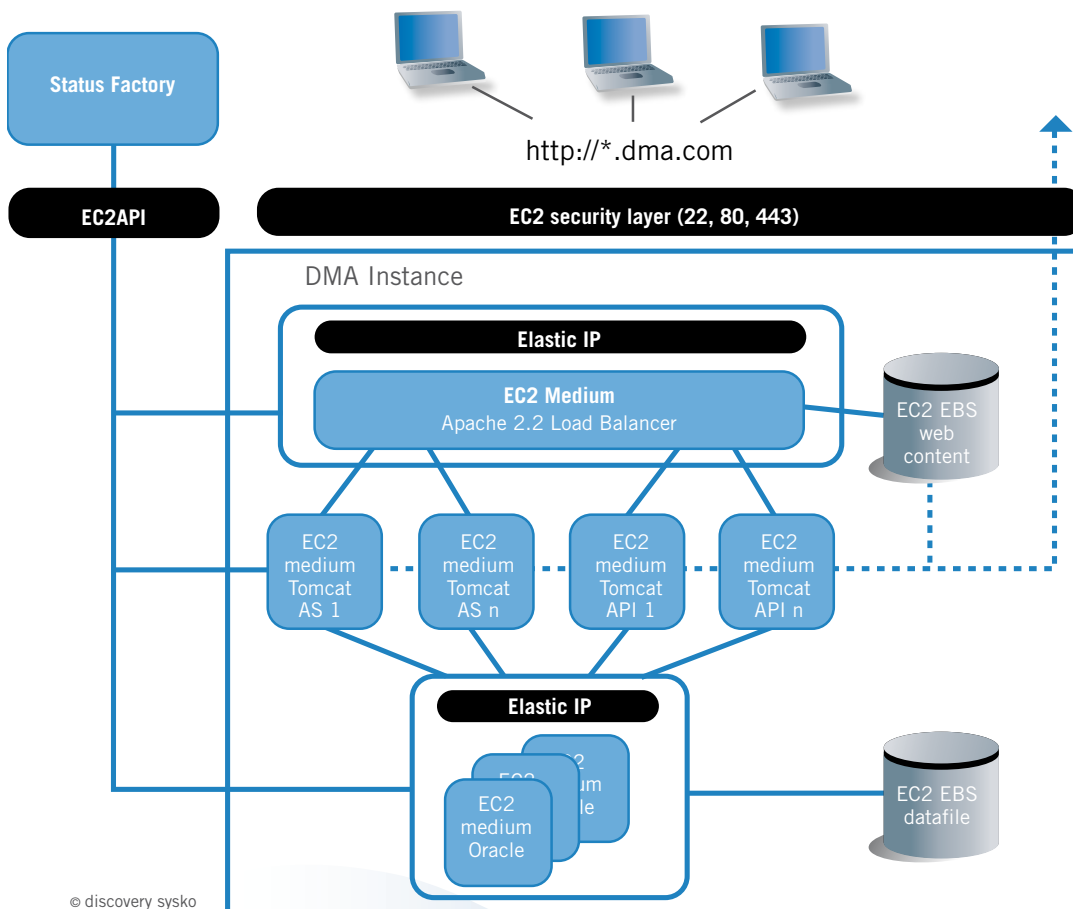 Status Factory
http://*.dma.com
EC2API
EC2 security layer (22, 80, 443)
DMA Instance
Elastic IP
EC2 Medium
Apache 2.2 Load Balancer
EC2 EBS
web
content
EC2
medium
Tomcat
AS 1
EC2
medium
Tomcat
AS n
EC2
medium
Tomcat
API 1
EC2
medium
Tomcat
API n
Elastic IP
EC2
medium
Oracle
EC2 EBS
datafile
© discovery sysko